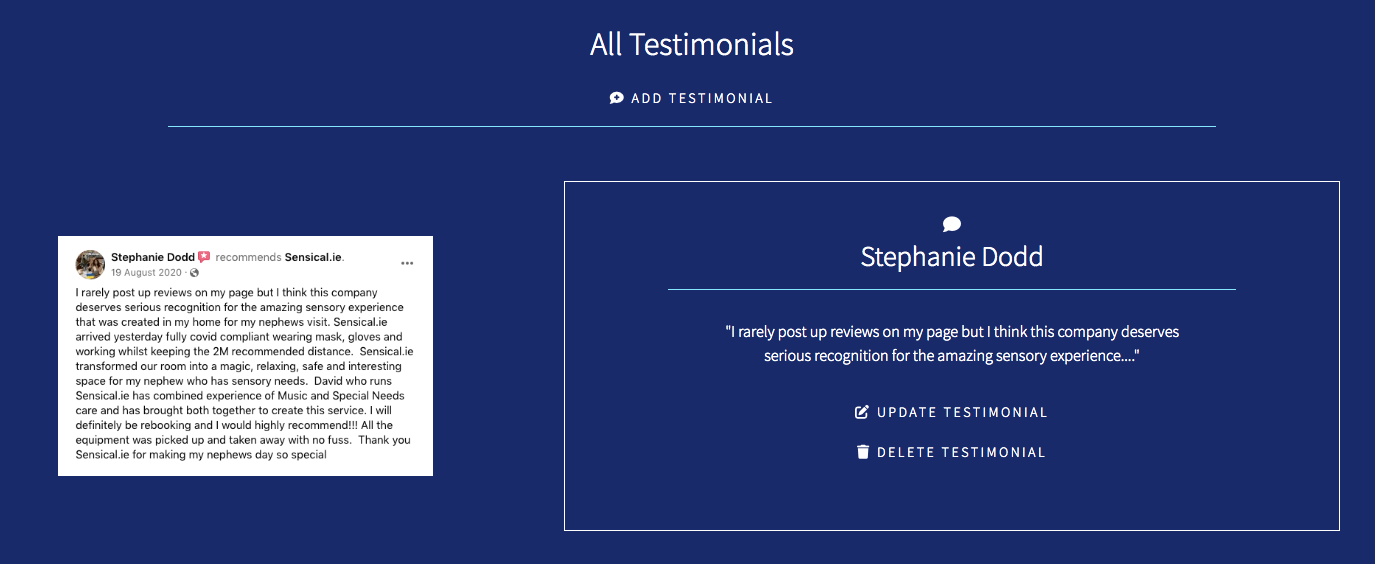 All Testimonials
ADD TESTIMONIAL
Stephanie Dodd recommends Sensical.ie.
19 August 2020 ·
I rarely post up reviews on my page but I think this company
deserves serious recognition for the amazing sensory experience
that was created in my home for my nephews visit. Sensical.ie
arrived yesterday fully covid compliant wearing mask, gloves and
working whilst keeping the 2M recommended distance. Sensical.ie
transformed our room into a magic, relaxing, safe and interesting
space for my nephew who has sensory needs. David who runs
Sensical.ie has combined experience of Music and Special Needs
care and has brought both together to create this service. I will
definitely be rebooking and I would highly recommend!!! All the
equipment was picked up and taken away with no fuss. Thank you
Sensical.ie for making my nephews day so special
Stephanie Dodd
"I rarely post up reviews on my page but I think this company deserves
serious recognition for the amazing sensory experience...."
UPDATE TESTIMONIAL
DELETE TESTIMONIAL